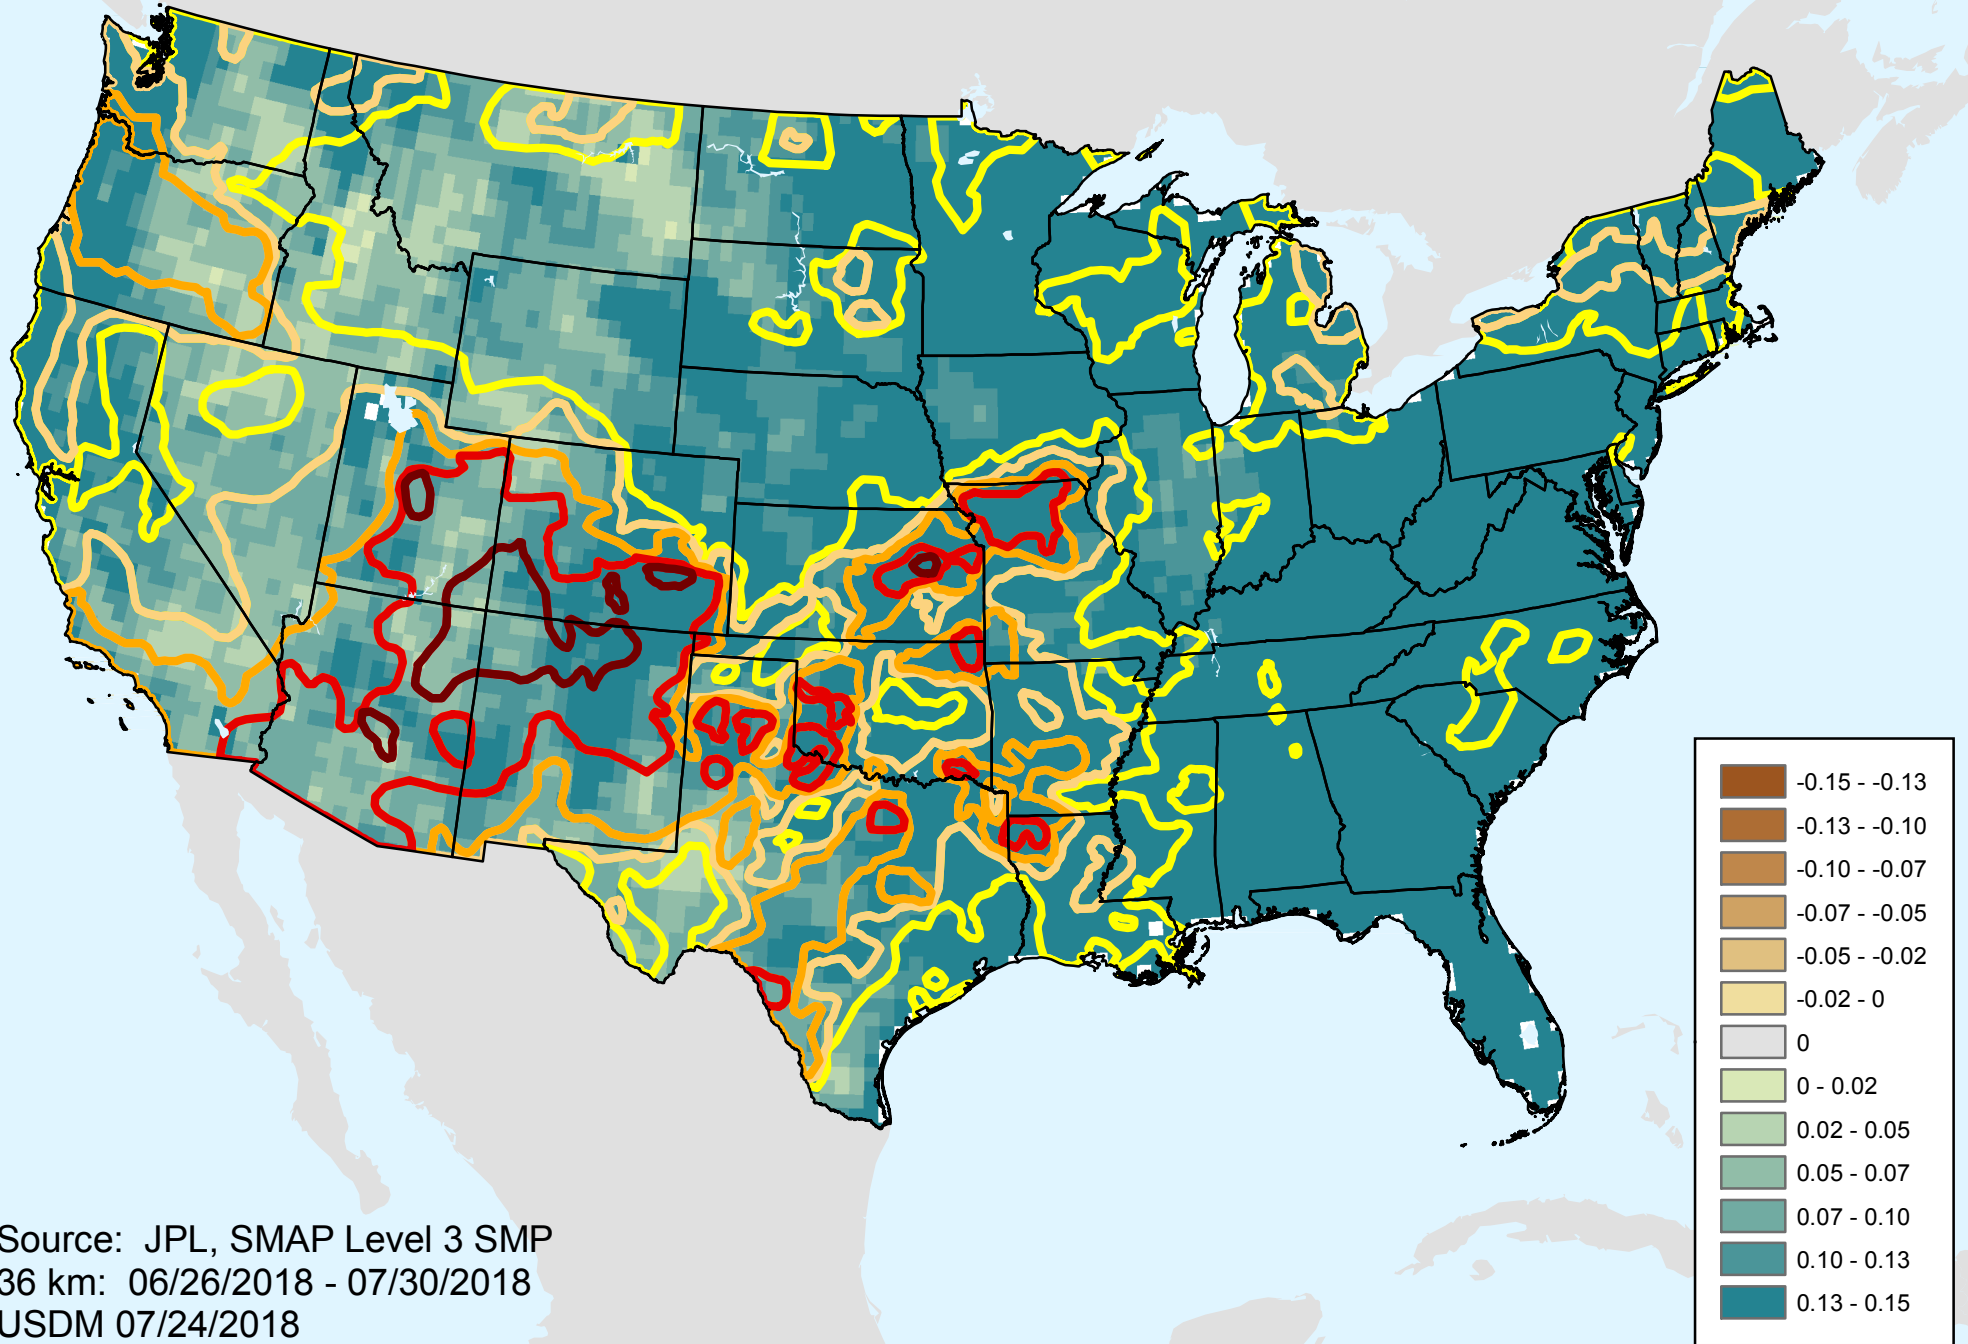 -0.15 - -0.13
-0.13 - -0.10
-0.10 - -0.07
-0.07 - -0.05
-0.05 - -0.02
-0.02 - 0
0
0 - 0.02
0.02 - 0.05
0.05 - 0.07
0.07 - 0.10
0.10 - 0.13
0.13 - 0.15
Source: JPL, SMAP Level 3 SMP
36 km: 06/26/2018 - 07/30/2018
USDM 07/24/2018